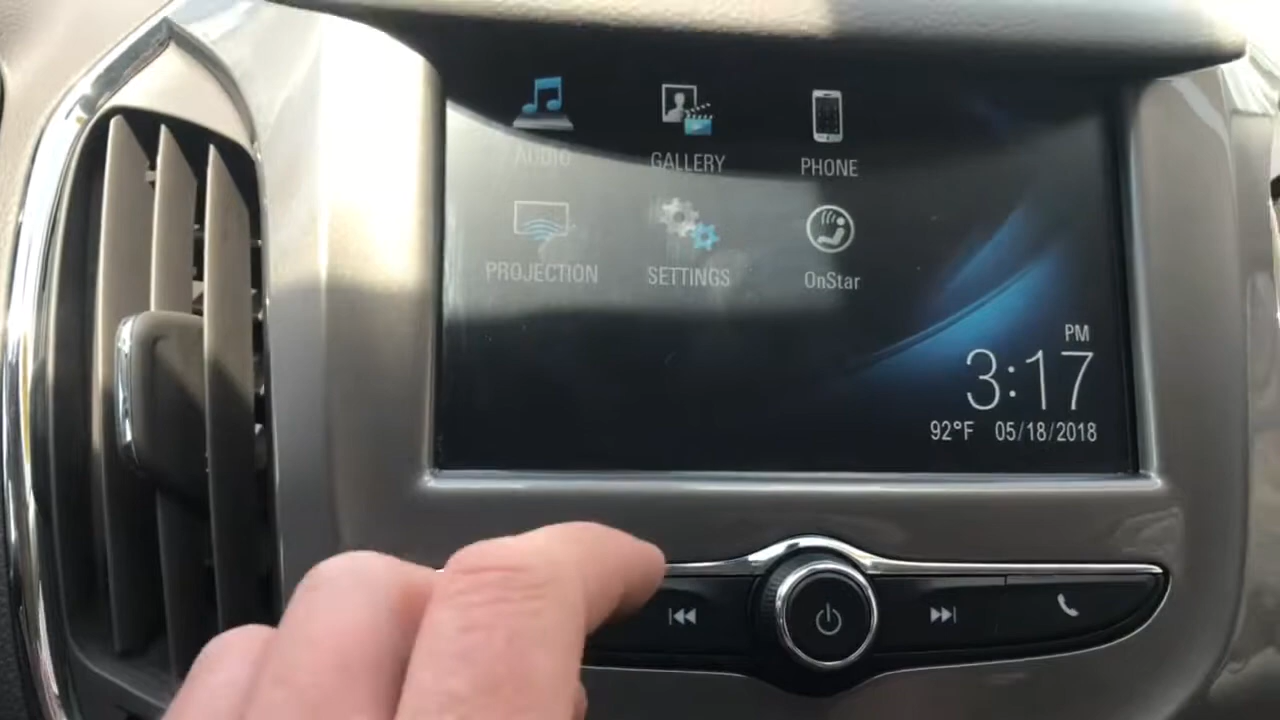 AUDIO GALLERY PHONE
PROJECTION SETTINGS OnStar
PM
3:17
92°F 05/18/2018